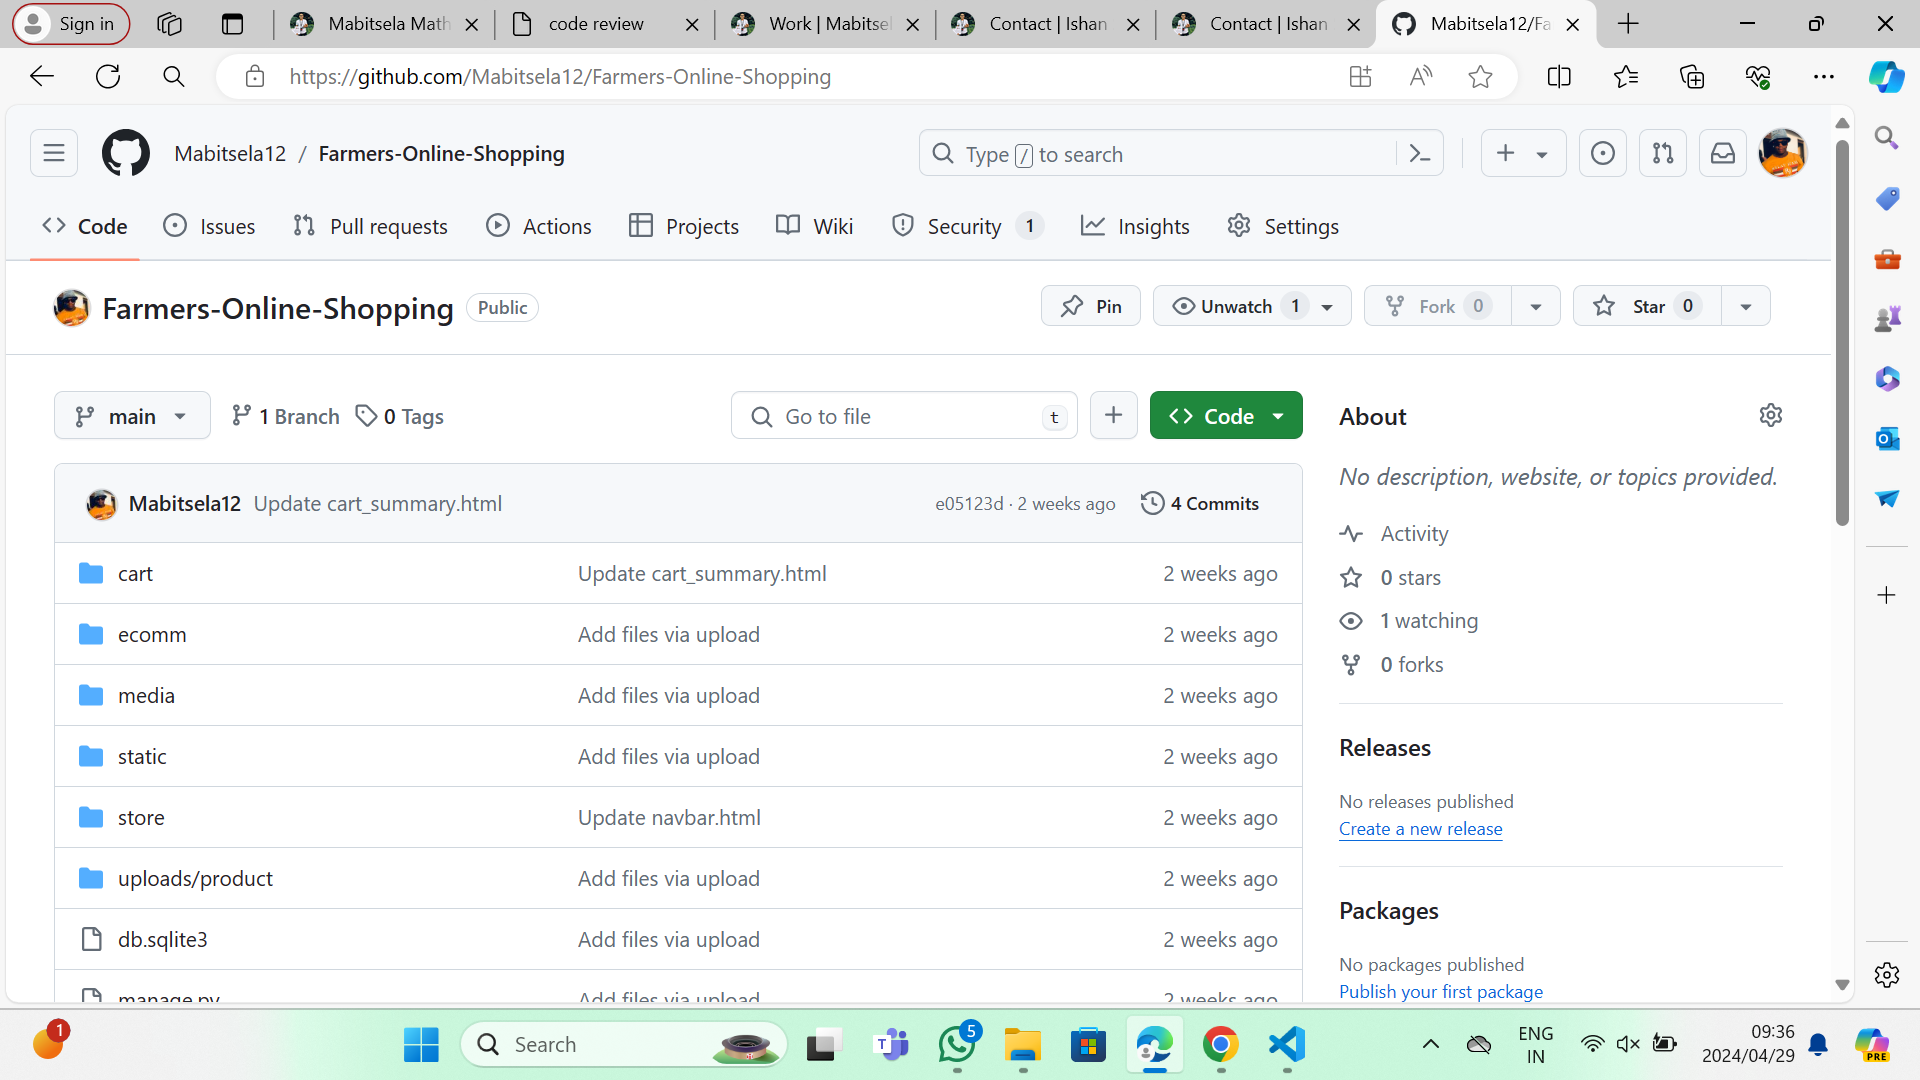 Sign in
Mabitsela Math
code review
Work | Mabitsel
Contact | Ishan
Contact | Ishan
Mabitsela12/Fa
https://github.com/Mabitsela12/Farmers-Online-Shopping
Mabitsela12 / Farmers-Online-Shopping
Type / to search
Code
Issues
Pull requests
Actions
Projects
Wiki
Security 1
Insights
Settings
Farmers-Online-Shopping Public
Pin
Unwatch 1
Fork 0
Star 0
main
1 Branch
0 Tags
Go to file t
Code
Mabitsela12 Update cart_summary.html e05123d · 2 weeks ago 4 Commits
cart Update cart_summary.html 2 weeks ago
ecomm Add files via upload 2 weeks ago
media Add files via upload 2 weeks ago
static Add files via upload 2 weeks ago
store Update navbar.html 2 weeks ago
uploads/product Add files via upload 2 weeks ago
db.sqlite3 Add files via upload 2 weeks ago
manage.py Add files via upload 2 weeks ago
About
No description, website, or topics provided.
Activity
0 stars
1 watching
0 forks
Releases
No releases published
Create a new release
Packages
No packages published
Publish your first package
1
Search
5
ENG
IN
09:36
2024/04/29
PRE